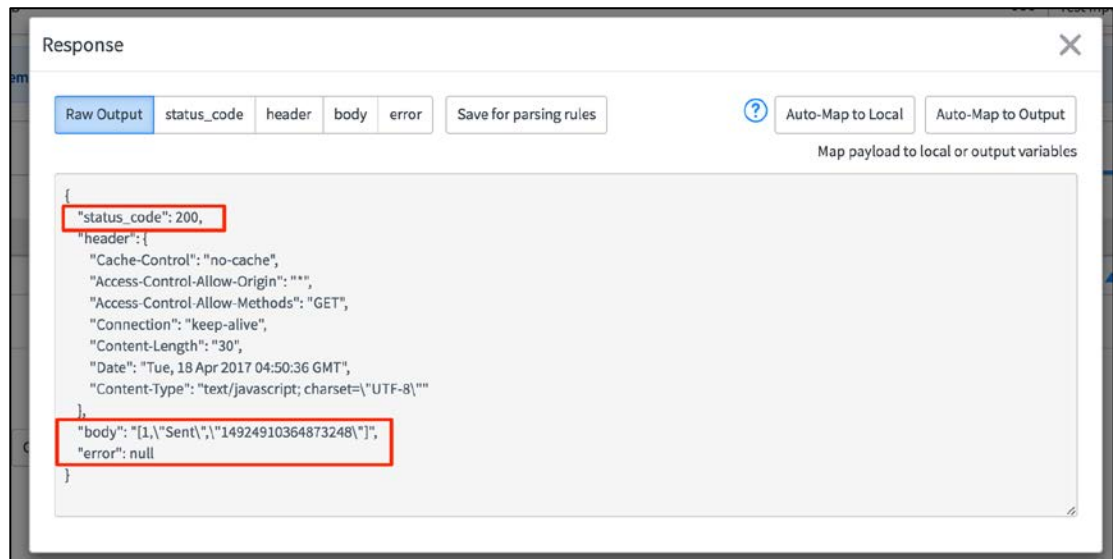 Response
Raw Output status_code header body error Save for parsing rules Auto-Map to Local Auto-Map to Output
Map payload to local or output variables
{
"status_code": 200,
"header": {
"Cache-Control": "no-cache",
"Access-Control-Allow-Origin": "*",
"Access-Control-Allow-Methods": "GET",
"Connection": "keep-alive",
"Content-Length": "30",
"Date": "Tue, 18 Apr 2017 04:50:36 GMT",
"Content-Type": "text/javascript; charset=\"UTF-8\""
},
"body": "[1,\"Sent\",\"14924910364873248\"]",
"error": null
}